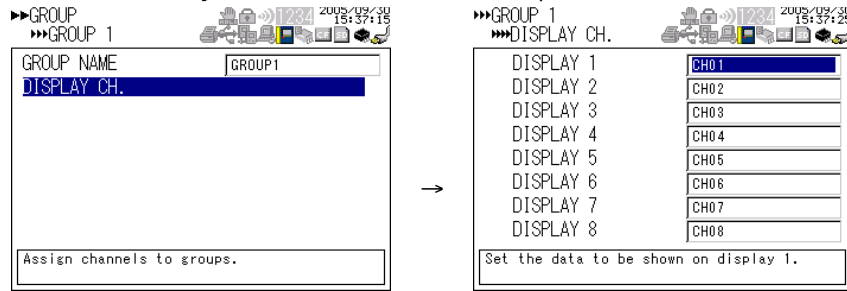 ▶▶GROUP
▶▶▶GROUP 1
1234
2005/09/30
15:37:15
GROUP NAME
GROUP1
DISPLAY CH.
Assign channels to groups.
→
▶▶▶GROUP 1
▶▶▶▶DISPLAY CH.
1234
2005/09/30
15:37:25
DISPLAY 1
CH01
DISPLAY 2
CH02
DISPLAY 3
CH03
DISPLAY 4
CH04
DISPLAY 5
CH05
DISPLAY 6
CH06
DISPLAY 7
CH07
DISPLAY 8
CH08
Set the data to be shown on display 1.